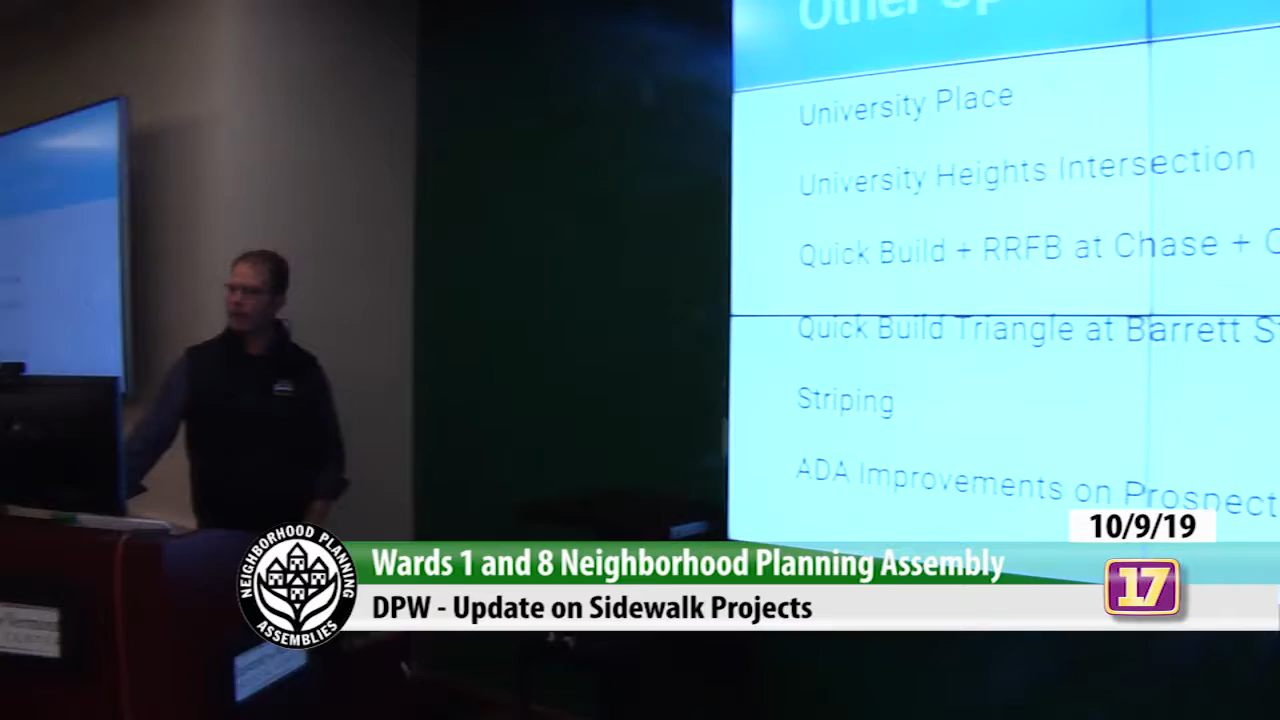 Other
University Place
University Heights Intersection
Quick Build + RRFB at Chase +
Quick Build Triangle at Barrett
Striping
ADA Improvements on Prospect
10/9/19
NEIGHBORHOOD PLANNING
ASSEMBLIES
Wards 1 and 8 Neighborhood Planning Assembly
17
DPW - Update on Sidewalk Projects